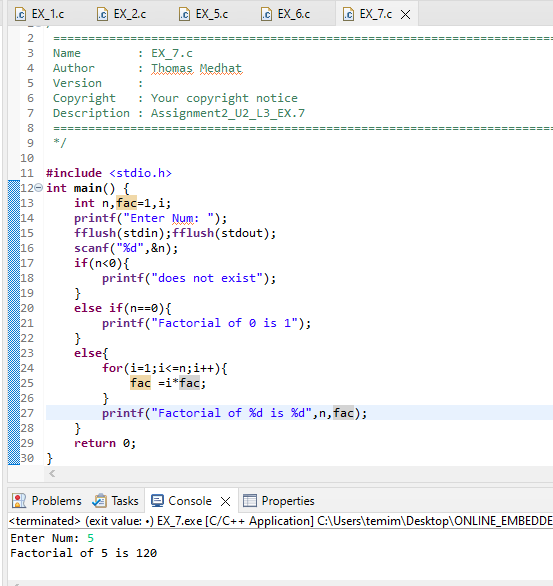 EX_1.c EX_2.c EX_5.c EX_6.c EX_7.c
2 ============================================================================
3 Name : EX_7.c
4 Author : Thomas Medhat
5 Version :
6 Copyright : Your copyright notice
7 Description : Assignment2_U2_L3_EX.7
8 ============================================================================
9 */
10
11 #include <stdio.h>
12 int main() {
13 int n,fac=1,i;
14 printf("Enter Num: ");
15 fflush(stdin);fflush(stdout);
16 scanf("%d",&n);
17 if(n<0){
18 printf("does not exist");
19 }
20 else if(n==0){
21 printf("Factorial of 0 is 1");
22 }
23 else{
24 for(i=1;i<=n;i++){
25 fac =i*fac;
26 }
27 printf("Factorial of %d is %d",n,fac);
28 }
29 return 0;
30 }
Problems Tasks Console Properties
<terminated> (exit value: •) EX_7.exe [C/C++ Application] C:\Users\temim\Desktop\ONLINE_EMBEDDE
Enter Num: 5
Factorial of 5 is 120